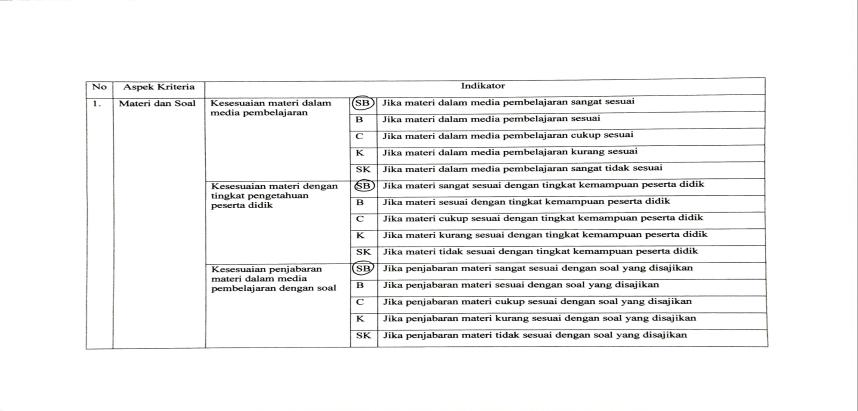 No Aspek Kriteria Indikator
1. Materi dan Soal Kesesuaian materi dalam media pembelajaran
SB Jika materi dalam media pembelajaran sangat sesuai
B Jika materi dalam media pembelajaran sesuai
C Jika materi dalam media pembelajaran cukup sesuai
K Jika materi dalam media pembelajaran kurang sesuai
SK Jika materi dalam media pembelajaran sangat tidak sesuai
Kesesuaian materi dengan tingkat pengetahuan peserta didik
SB Jika materi sangat sesuai dengan tingkat kemampuan peserta didik
B Jika materi sesuai dengan tingkat kemampuan peserta didik
C Jika materi cukup sesuai dengan tingkat kemampuan peserta didik
K Jika materi kurang sesuai dengan tingkat kemampuan peserta didik
SK Jika materi tidak sesuai dengan tingkat kemampuan peserta didik
Kesesuaian penjabaran materi dalam media pembelajaran dengan soal
SB Jika penjabaran materi sangat sesuai dengan soal yang disajikan
B Jika penjabaran materi sesuai dengan soal yang disajikan
C Jika penjabaran materi cukup sesuai dengan soal yang disajikan
K Jika penjabaran materi kurang sesuai dengan soal yang disajikan
SK Jika penjabaran materi tidak sesuai dengan soal yang disajikan